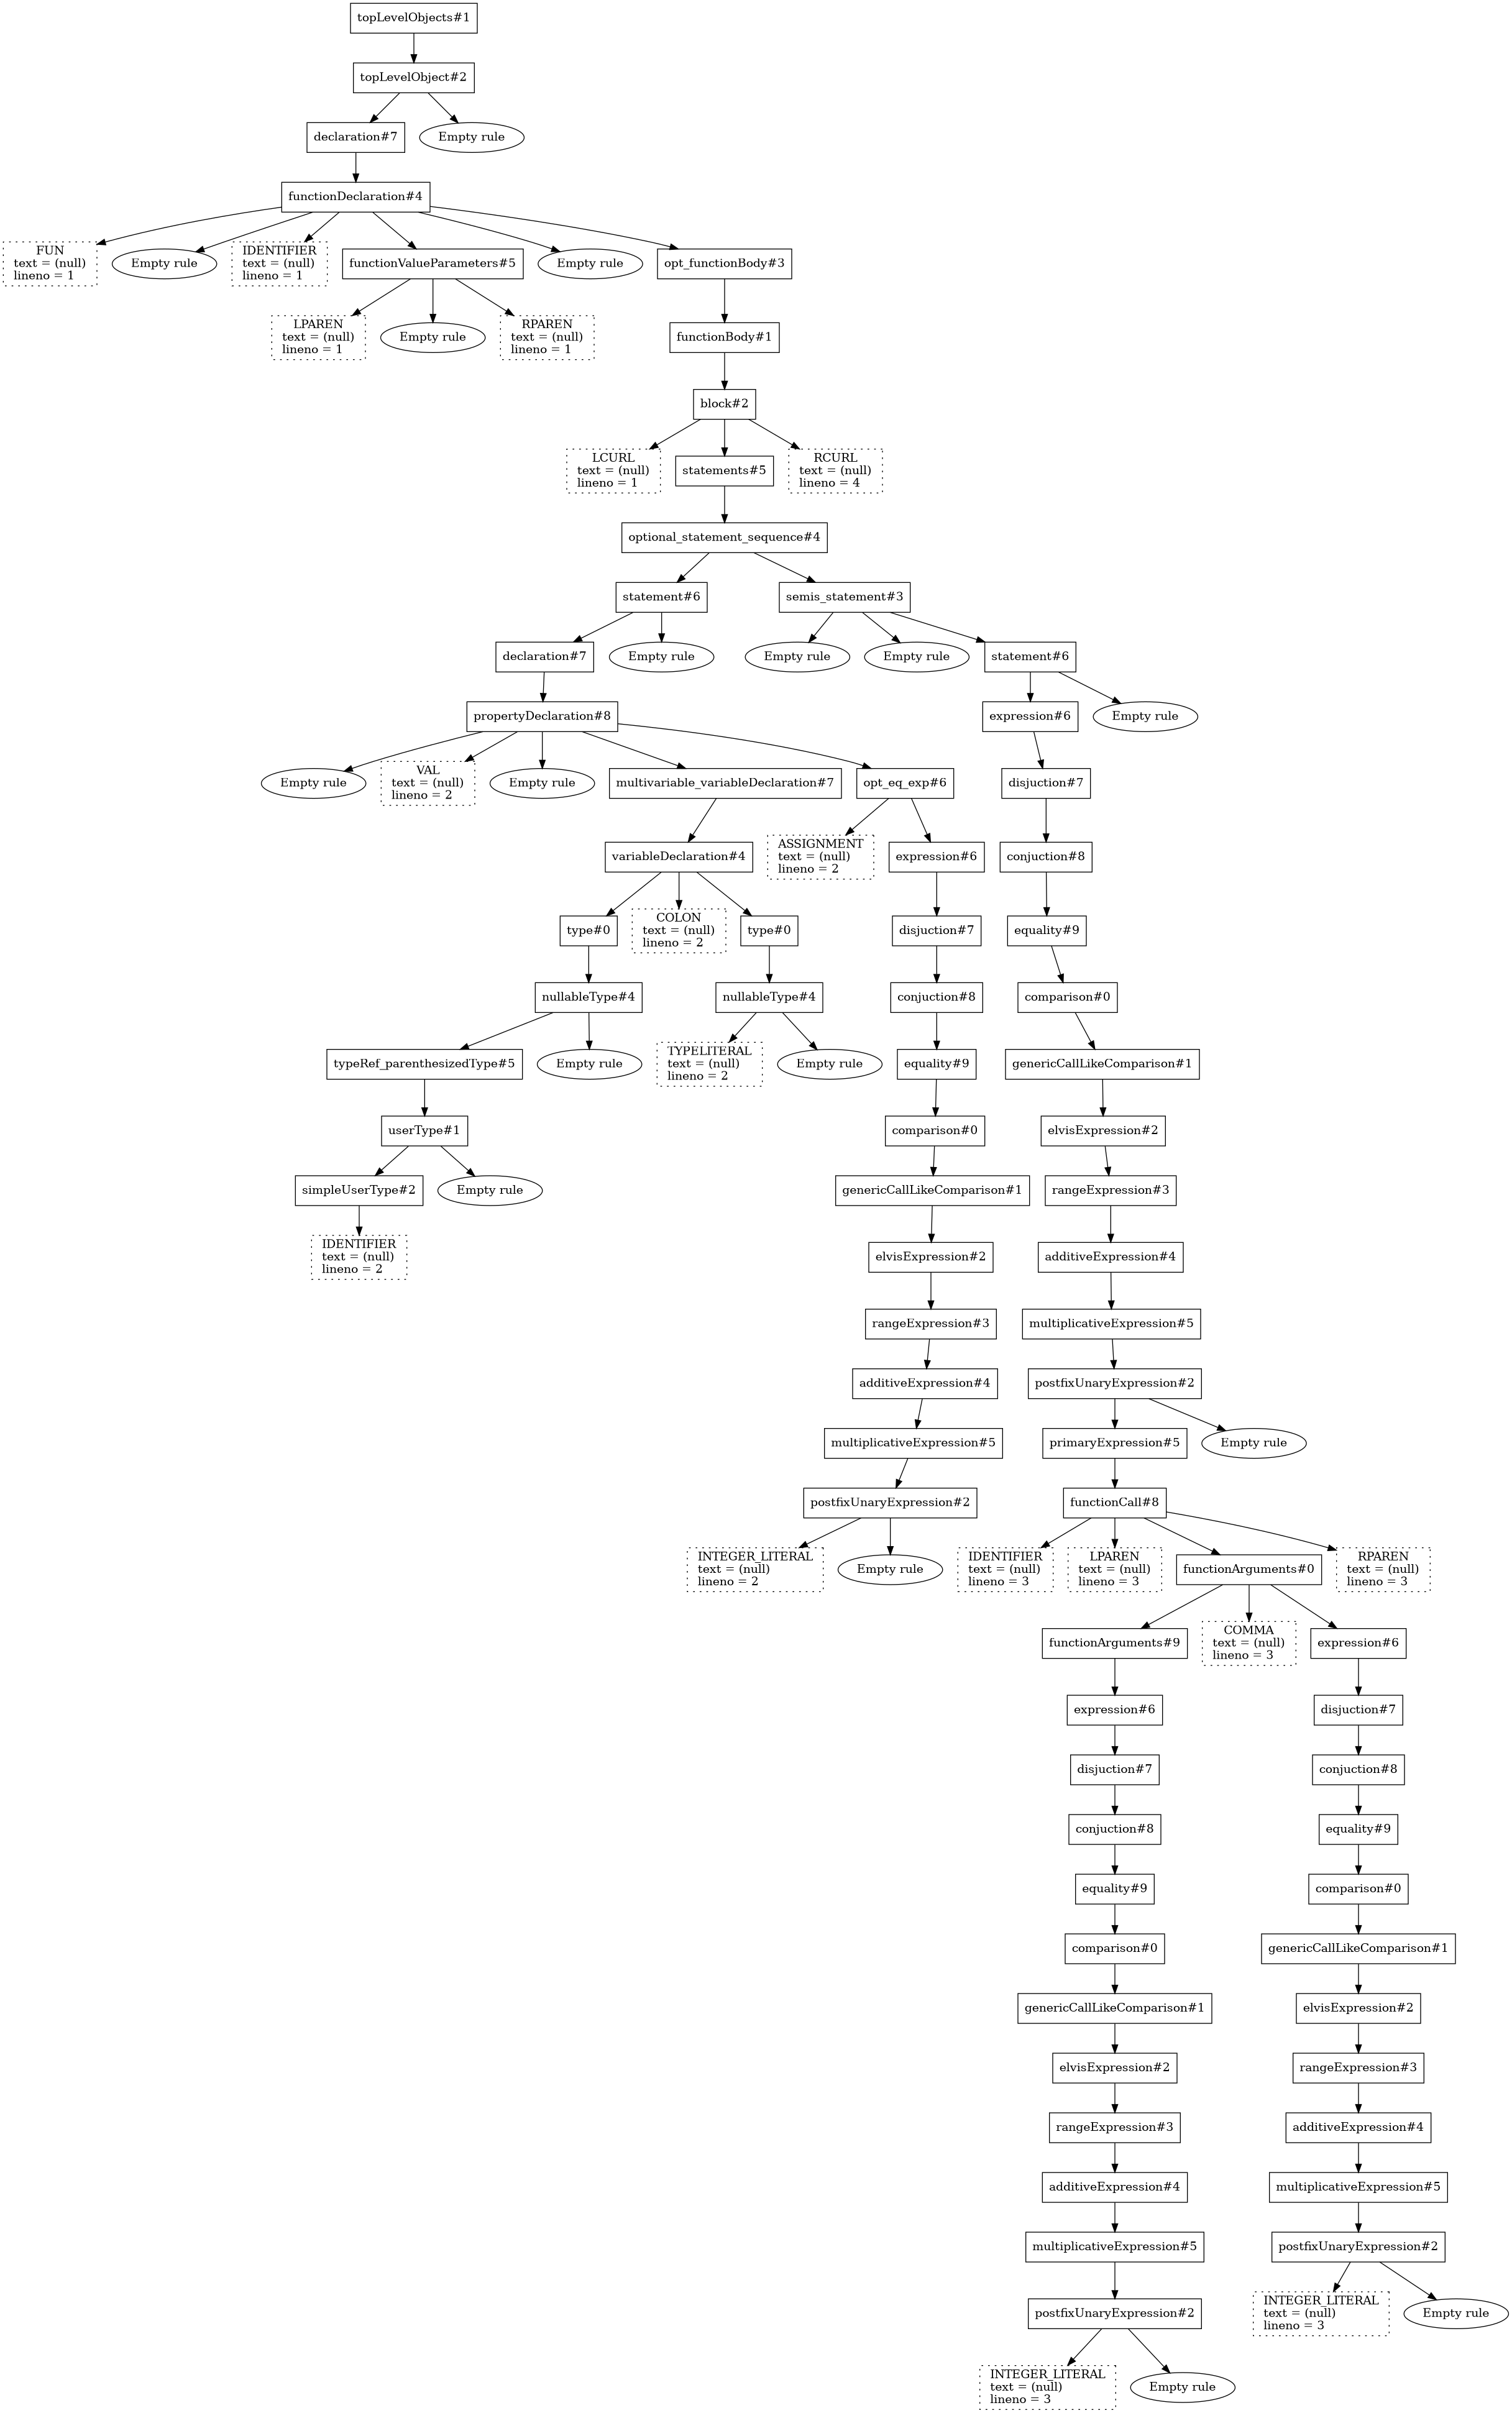 topLevelObjects#1
topLevelObject#2
declaration#7
Empty rule
functionDeclaration#4
FUN
text = (null)
lineno = 1
Empty rule
IDENTIFIER
text = (null)
lineno = 1
functionValueParameters#5
Empty rule
opt_functionBody#3
LPAREN
text = (null)
lineno = 1
Empty rule
RPAREN
text = (null)
lineno = 1
functionBody#1
block#2
LCURL
text = (null)
lineno = 1
statements#5
RCURL
text = (null)
lineno = 4
optional_statement_sequence#4
statement#6
semis_statement#3
declaration#7
Empty rule
Empty rule
Empty rule
statement#6
propertyDeclaration#8
expression#6
Empty rule
Empty rule
VAL
text = (null)
lineno = 2
Empty rule
multivariable_variableDeclaration#7
opt_eq_exp#6
disjuction#7
variableDeclaration#4
ASSIGNMENT
text = (null)
lineno = 2
expression#6
conjuction#8
type#0
COLON
text = (null)
lineno = 2
type#0
disjuction#7
equality#9
nullableType#4
nullableType#4
conjuction#8
comparison#0
typeRef_parenthesizedType#5
Empty rule
TYPELITERAL
text = (null)
lineno = 2
Empty rule
equality#9
genericCallLikeComparison#1
userType#1
comparison#0
elvisExpression#2
simpleUserType#2
Empty rule
genericCallLikeComparison#1
rangeExpression#3
IDENTIFIER
text = (null)
lineno = 2
elvisExpression#2
additiveExpression#4
rangeExpression#3
multiplicativeExpression#5
additiveExpression#4
postfixUnaryExpression#2
multiplicativeExpression#5
primaryExpression#5
Empty rule
postfixUnaryExpression#2
functionCall#8
INTEGER_LITERAL
text = (null)
lineno = 2
Empty rule
IDENTIFIER
text = (null)
lineno = 3
LPAREN
text = (null)
lineno = 3
functionArguments#0
RPAREN
text = (null)
lineno = 3
functionArguments#9
COMMA
text = (null)
lineno = 3
expression#6
expression#6
disjuction#7
disjuction#7
conjuction#8
conjuction#8
equality#9
equality#9
comparison#0
comparison#0
genericCallLikeComparison#1
genericCallLikeComparison#1
elvisExpression#2
elvisExpression#2
rangeExpression#3
rangeExpression#3
additiveExpression#4
additiveExpression#4
multiplicativeExpression#5
multiplicativeExpression#5
postfixUnaryExpression#2
postfixUnaryExpression#2
INTEGER_LITERAL
text = (null)
lineno = 3
Empty rule
INTEGER_LITERAL
text = (null)
lineno = 3
Empty rule